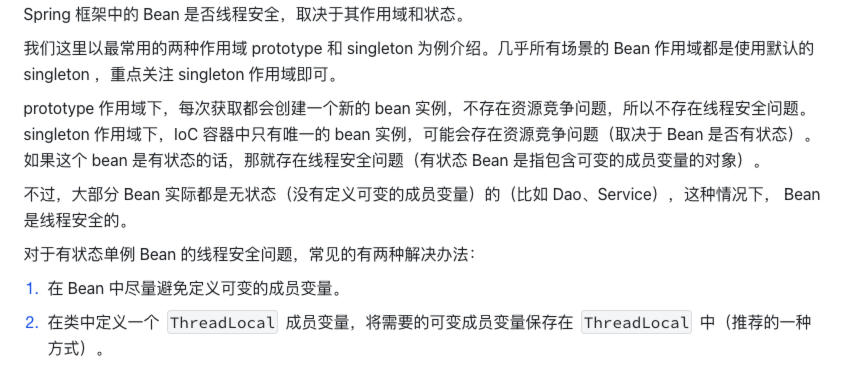 Spring 框架中的 Bean 是否线程安全，取决于其作用域和状态。
我们这里以最常用的两种作用域 prototype 和 singleton 为例介绍。几乎所有场景的 Bean 作用域都是使用默认的
singleton ，重点关注 singleton 作用域即可。
prototype 作用域下，每次获取都会创建一个新的 bean 实例，不存在资源竞争问题，所以不存在线程安全问题。
singleton 作用域下，IoC 容器中只有唯一的 bean 实例，可能会存在资源竞争问题（取决于 Bean 是否有状态）。
如果这个 bean 是有状态的话，那就存在线程安全问题（有状态 Bean 是指包含可变的成员变量的对象）。
不过，大部分 Bean 实际都是无状态（没有定义可变的成员变量）的（比如 Dao、Service），这种情况下， Bean
是线程安全的。
对于有状态单例 Bean 的线程安全问题，常见的有两种解决办法：
1. 在 Bean 中尽量避免定义可变的成员变量。
2. 在类中定义一个 ThreadLocal 成员变量，将需要的可变成员变量保存在 ThreadLocal 中（推荐的一种
方式）。